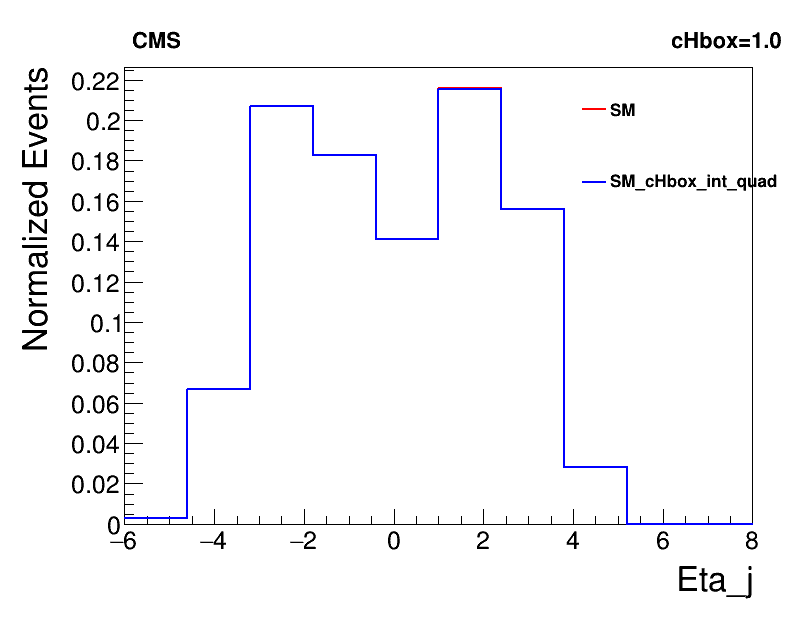 CMS
cHbox=1.0
Normalized Events
0.22
0.2
0.18
0.16
0.14
0.12
0.1
0.08
0.06
0.04
0.02
0
SM
SM_cHbox_int_quad
−6 −4 −2 0 2 4 6 8
Eta_j